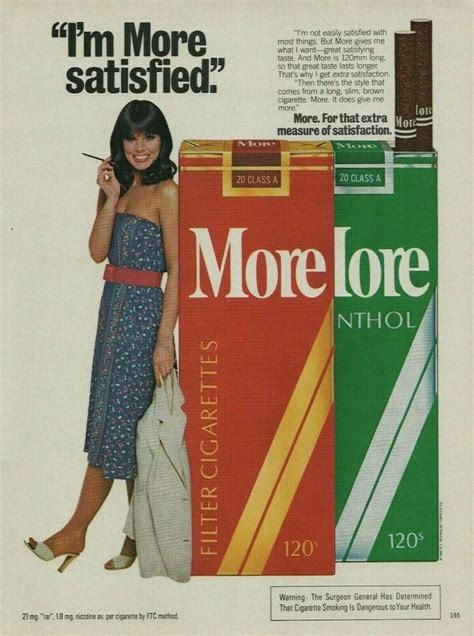 “I'm More
satisfied.”
"I'm not easily satisfied with
most things. But More gives me
what I want—great satisfying
taste. And More is 120mm long,
so that great taste lasts longer.
That's why I get extra satisfaction.
"Then there's the style that
comes from a long, slim, brown
cigarette. More. It does give me
more."
More. For that extra
measure of satisfaction.
More
lore
More
20 CLASS A
20 CLASS A
More
lore
NTHOL
FILTER CIGARETTES
120s
120s
Warning: The Surgeon General Has Determined
That Cigarette Smoking Is Dangerous to Your Health.
21 mg. "tar", 1.8 mg. nicotine av. per cigarette by FTC method.
195